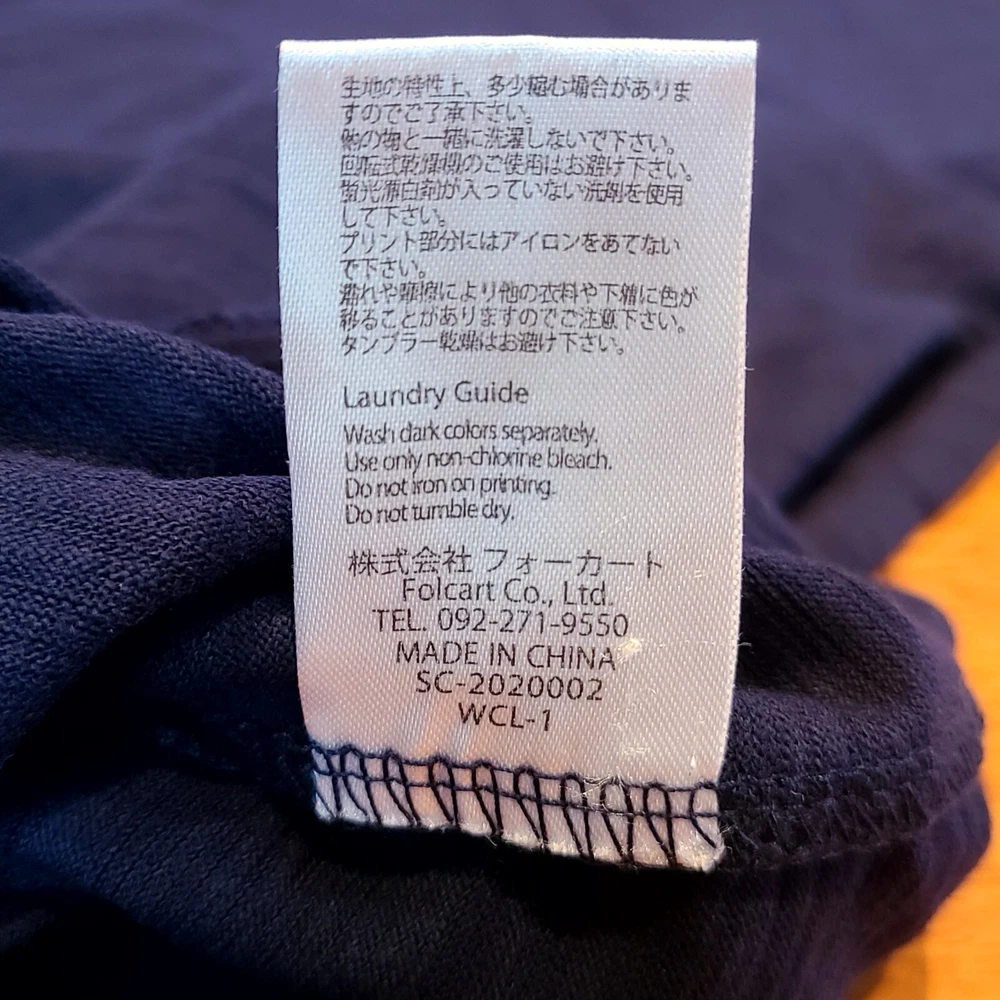 生地の特性上、多少縮む場合がありま
すのでご了承下さい。
他の物と一緒に洗濯しないで下さい。
回転式乾燥機のご使用はお避け下さい。
蛍光漂白剤が入っていない洗剤を使用
して下さい。
プリント部分にはアイロンをあてない
で下さい。
濡れや摩擦により他の衣料や下着に色が
移ることがありますのでご注意下さい。
タンブラー乾燥はお避け下さい。
Laundry Guide
Wash dark colors separately.
Use only non-chlorine bleach.
Do not iron on printing.
Do not tumble dry.
株式会社 フォーカート
Folcart Co., Ltd.
TEL. 092-271-9550
MADE IN CHINA
SC-2020002
WCL-1